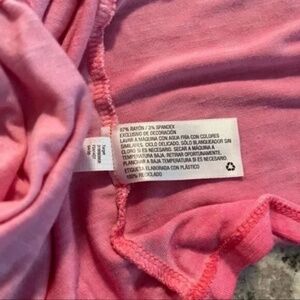 97% RAYÓN / 3% SPANDEX
EXCLUSIVO DE DECORACIÓN
LAVAR A MÁQUINA CON AGUA FRÍA CON COLORES
SIMILARES. CICLO DELICADO. SÓLO BLANQUEADOR SIN
CLORO SI ES NECESARIO. SECAR A MÁQUINA A
BAJA TEMPERATURA. RETIRAR OPORTUNAMENTE.
PLANCHAR A BAJA TEMPERATURA SI ES NECESARIO.
ETIQUETA ELABORADA CON PLÁSTICO
100% RECICLADO